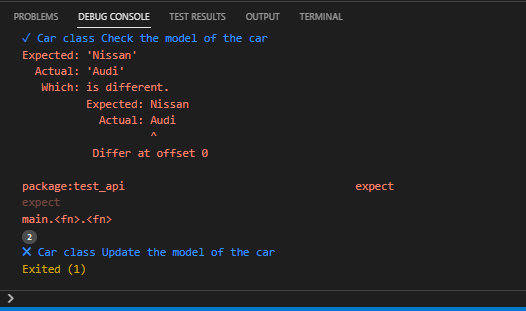 PROBLEMS DEBUG CONSOLE TEST RESULTS OUTPUT TERMINAL
✓ Car class Check the model of the car
Expected: 'Nissan'
Actual: 'Audi'
Which: is different.
Expected: Nissan
Actual: Audi
^
Differ at offset 0
package:test_api expect
expect
main.<fn>.<fn>
2
✕ Car class Update the model of the car
Exited (1)
>